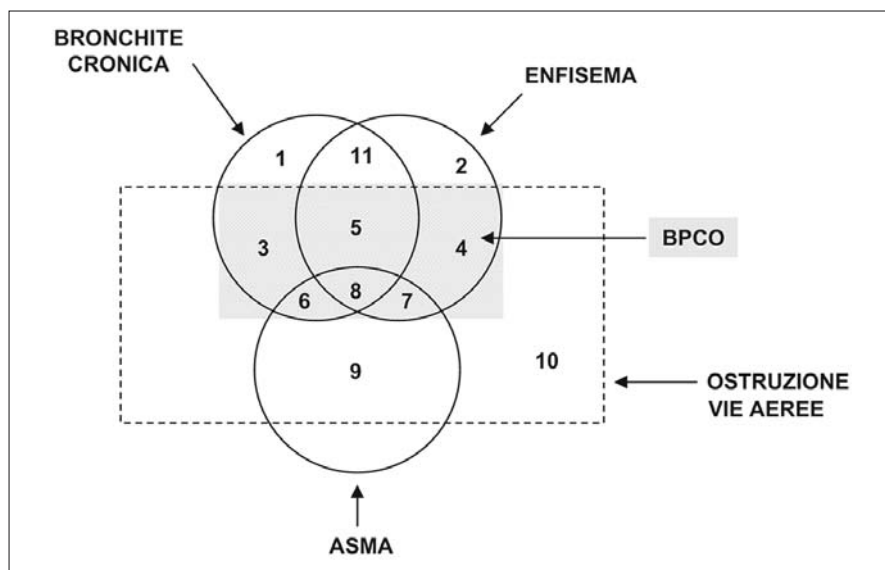 BRONCHITE
CRONICA
ENFISEMA
1
11
2
5
3
4
BPCO
6
8
7
9
10
OSTRUZIONE
VIE AEREE
ASMA